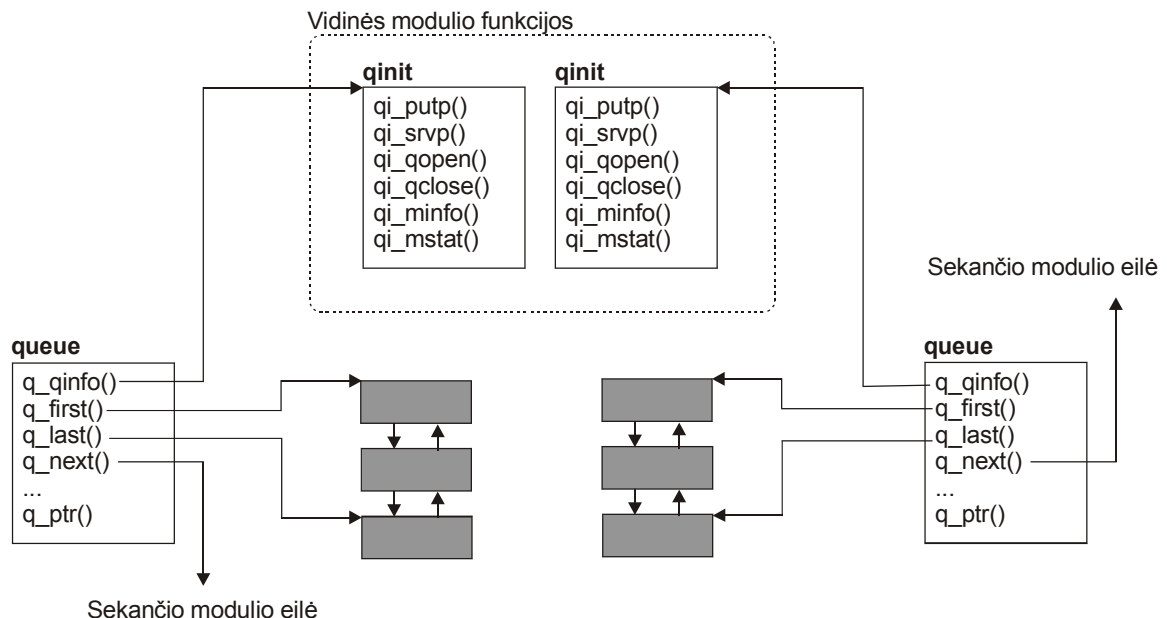 Vidinės modulio funkcijos
qinit
qi_putp()
qi_srvp()
qi_qopen()
qi_qclose()
qi_minfo()
qi_mstat()
qinit
qi_putp()
qi_srvp()
qi_qopen()
qi_qclose()
qi_minfo()
qi_mstat()
Sekančio modulio eilė
queue
q_qinfo()
q_first()
q_last()
q_next()
...
q_ptr()
queue
q_qinfo()
q_first()
q_last()
q_next()
...
q_ptr()
Sekančio modulio eilė